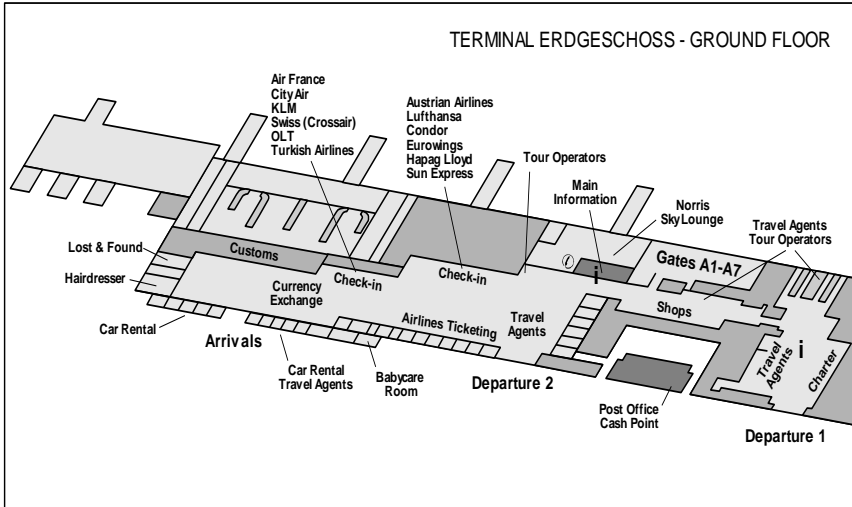 TERMINAL ERDGESCHOSS - GROUND FLOOR
Air France
City Air
KLM
Swiss (Crossair)
OLT
Turkish Airlines
Austrian Airlines
Lufthansa
Condor
Eurowings
Hapag Lloyd
Sun Express
Tour Operators
Main
Information
Norris
SkyLounge
Travel Agents
Tour Operators
Lost & Found
Customs
Gates A1-A7
Hairdresser
Currency
Exchange
Check-in
Check-in
i
Shops
Car Rental
Arrivals
Airlines Ticketing
Travel
Agents
Travel
Agents
i
Charter
Car Rental
Travel Agents
Babycare
Room
Departure 2
Post Office
Cash Point
Departure 1